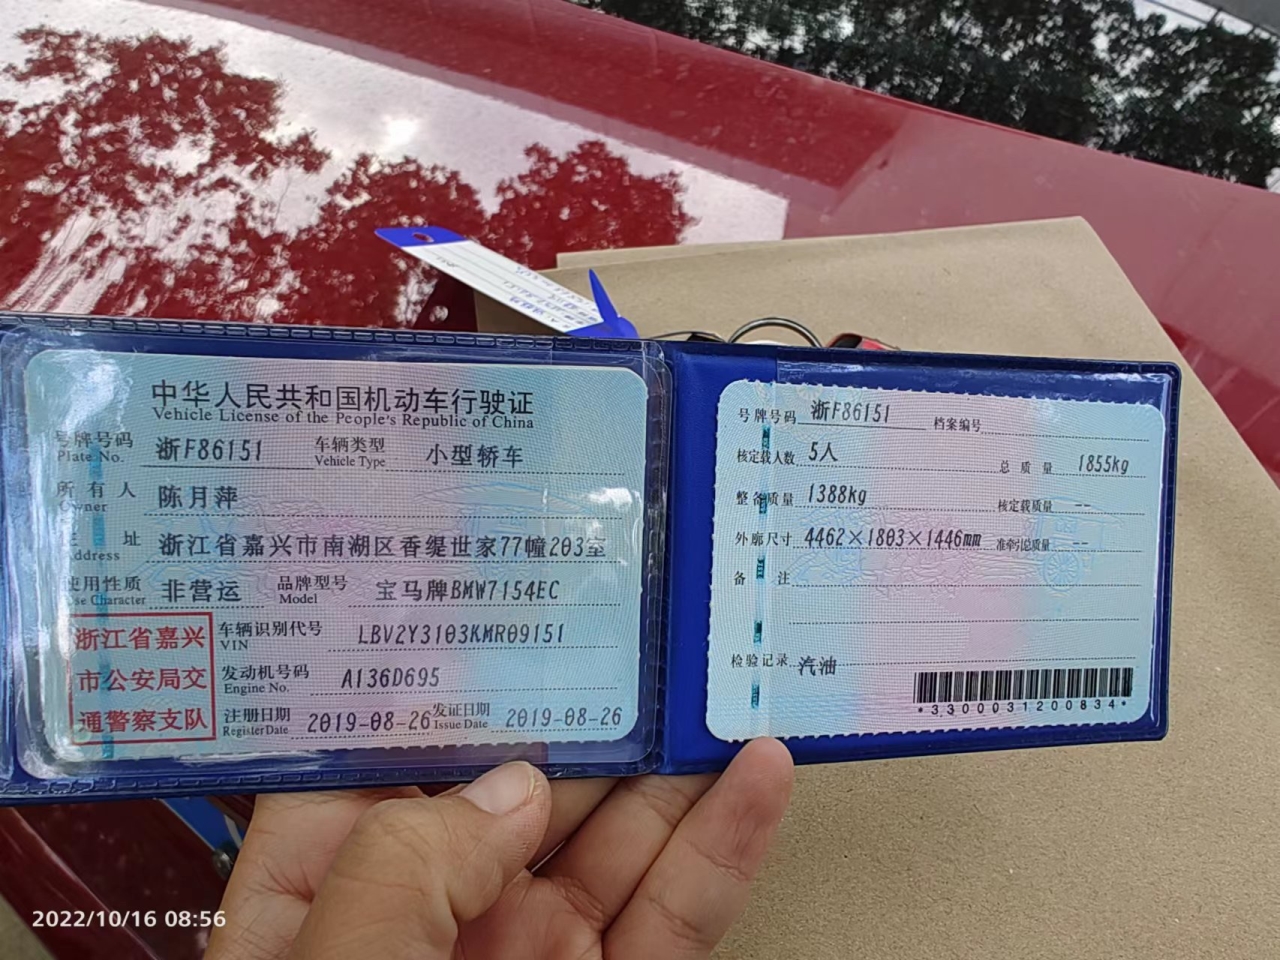 中华人民共和国机动车行驶证
Vehicle License of the People's Republic of China
号牌号码 浙F86151 车辆类型 小型轿车
Plate No. Vehicle Type
所有人 陈月萍
Owner
址 浙江省嘉兴市南湖区香缇世家77幢203室
Address
使用性质 非营运 品牌型号 宝马牌BMW7154EC
Use Character Model
浙江省嘉兴
市公安局交
通警察支队
车辆识别代号 LBV2Y3103KMR09151
VIN
发动机号码 A136D695
Engine No.
注册日期 2019-08-26 发证日期 2019-08-26
Register Date Issue Date
号牌号码 浙F86151 档案编号
核定载人数 5人 总质量 1855kg
整备质量 1388kg 核定载质量 --
外廓尺寸 4462×1803×1446mm 准牵引总质量 --
备注
检验记录 汽油
*3300031200834*
2022/10/16 08:56